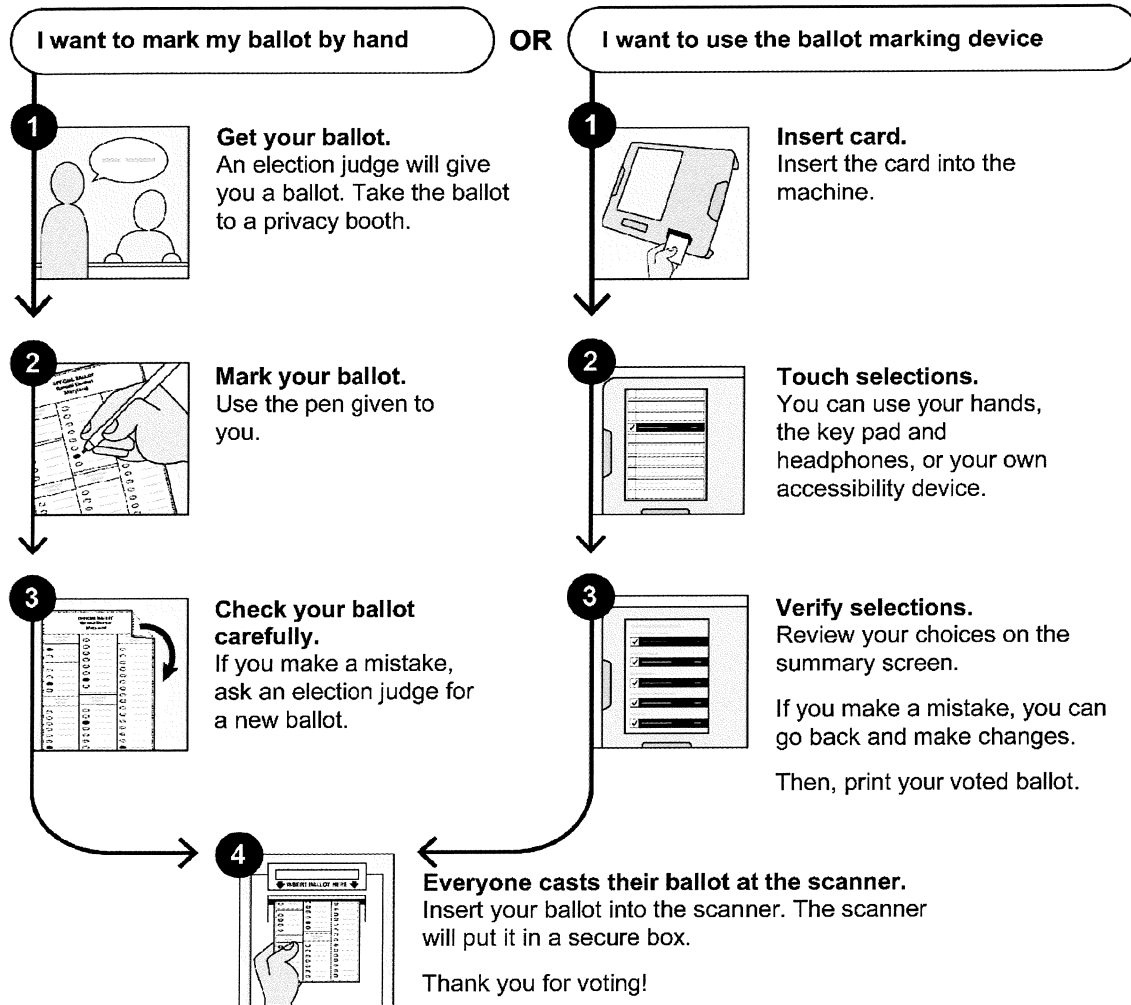 I want to mark my ballot by hand
OR
I want to use the ballot marking device
1
Get your ballot.
An election judge will give
you a ballot. Take the ballot
to a privacy booth.
2
OFFICIAL BALLOT
Mark your ballot.
Use the pen given to
you.
3
OFFICIAL BALLOT
Check your ballot
carefully.
If you make a mistake,
ask an election judge for
a new ballot.
1
Insert card.
Insert the card into the
machine.
2
Touch selections.
You can use your hands,
the key pad and
headphones, or your own
accessibility device.
3
Verify selections.
Review your choices on the
summary screen.
If you make a mistake, you can
go back and make changes.
Then, print your voted ballot.
4
INSERT BALLOT HERE
Everyone casts their ballot at the scanner.
Insert your ballot into the scanner. The scanner
will put it in a secure box.
Thank you for voting!